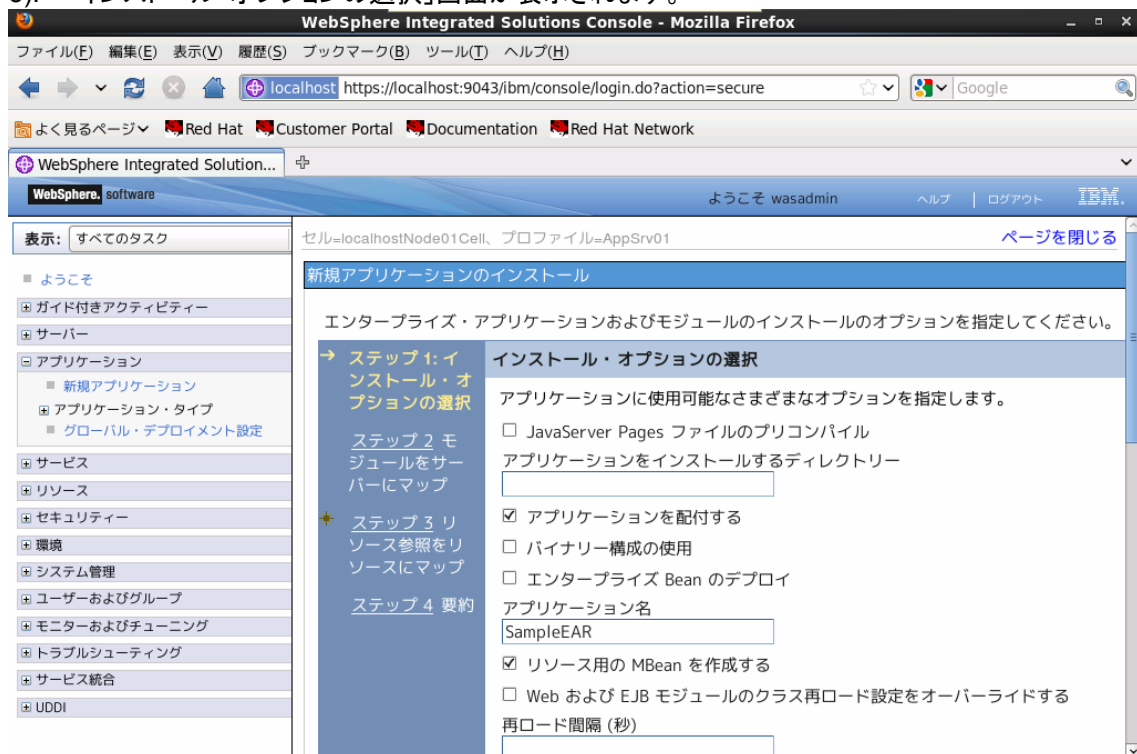 インストール・オプションの選択」画面が表示されます。
WebSphere Integrated Solutions Console - Mozilla Firefox
ファイル(F) 編集(E) 表示(V) 履歴(S) ブックマーク(B) ツール(T) ヘルプ(H)
localhost https://localhost:9043/ibm/console/login.do?action=secure
Google
よく見るページ Red Hat Customer Portal Documentation Red Hat Network
WebSphere Integrated Solution...
WebSphere. software
ようこそ wasadmin ヘルプ | ログアウト IBM.
表示: すべてのタスク
ようこそ
ガイド付きアクティビティー
サーバー
アプリケーション
新規アプリケーション
アプリケーション・タイプ
グローバル・デプロイメント設定
サービス
リソース
セキュリティー
環境
システム管理
ユーザーおよびグループ
モニターおよびチューニング
トラブルシューティング
サービス統合
UDDI
セル=localhostNode01Cell、プロファイル=AppSrv01
ページを閉じる
新規アプリケーションのインストール
エンタープライズ・アプリケーションおよびモジュールのインストールのオプションを指定してください。
ステップ 1: イ
ンストール・オ
プションの選択
ステップ 2 モ
ジュールをサー
バーにマップ
ステップ 3 リ
ソース参照をリ
ソースにマップ
ステップ 4 要約
インストール・オプションの選択
アプリケーションに使用可能なさまざまなオプションを指定します。
JavaServer Pages ファイルのプリコンパイル
アプリケーションをインストールするディレクトリー
アプリケーションを配付する
バイナリー構成の使用
エンタープライズ Bean のデプロイ
アプリケーション名
SampleEAR
リソース用の MBean を作成する
Web および EJB モジュールのクラス再ロード設定をオーバーライドする
再ロード間隔 (秒)